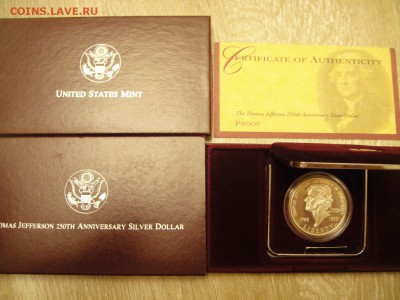 COINS.LAVE.RU
UNITED STATES MINT
CERTIFICATE OF AUTHENTICITY
The Thomas Jefferson 250th Anniversary Silver Dollar
PROOF
OMAS JEFFERSON 250TH ANNIVERSARY SILVER DOLLAR
1743
1993
LIBERTY